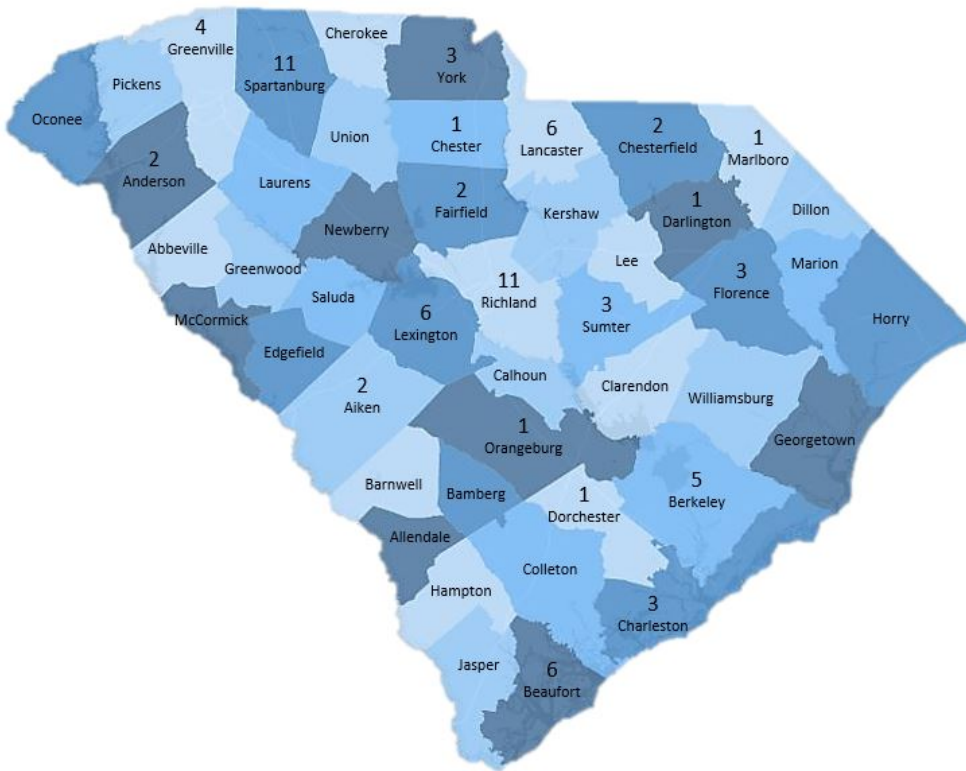 4
Greenville
Cherokee
11
Spartanburg
3
York
Pickens
Oconee
Union
1
Chester
6
Lancaster
2
Chesterfield
1
Marlboro
2
Anderson
Laurens
2
Fairfield
Kershaw
1
Darlington
Dillon
Newberry
Abbeville
Greenwood
Lee
Marion
3
Florence
Saluda
11
Richland
6
Lexington
3
Sumter
McCormick
Horry
Edgefield
Calhoun
Clarendon
2
Aiken
Williamsburg
1
Orangeburg
Georgetown
Barnwell
Bamberg
1
Dorchester
5
Berkeley
Allendale
Colleton
Hampton
3
Charleston
Jasper
6
Beaufort